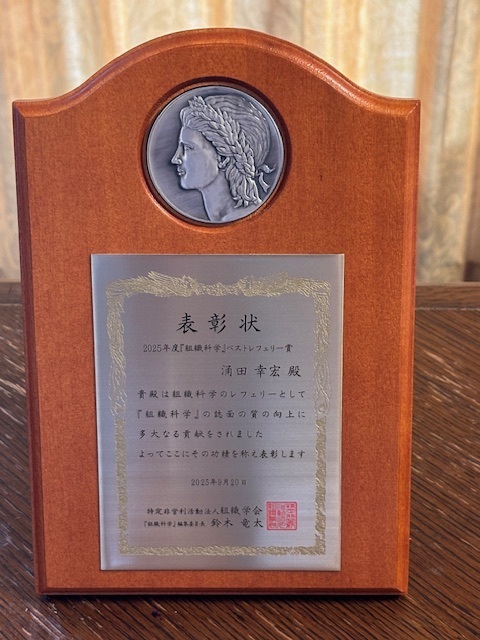 表彰状
2025年度『組織科学』ベストレフェリー賞
涌田 幸宏 殿
貴殿は組織科学のレフェリーとして
『組織科学』の誌面の質の向上に
多大なる貢献をされました
よってここにその功績を称え表彰します
2025年9月20日
特定非営利活動法人組織学会
『組織科学』編集委員長 鈴木 竜太